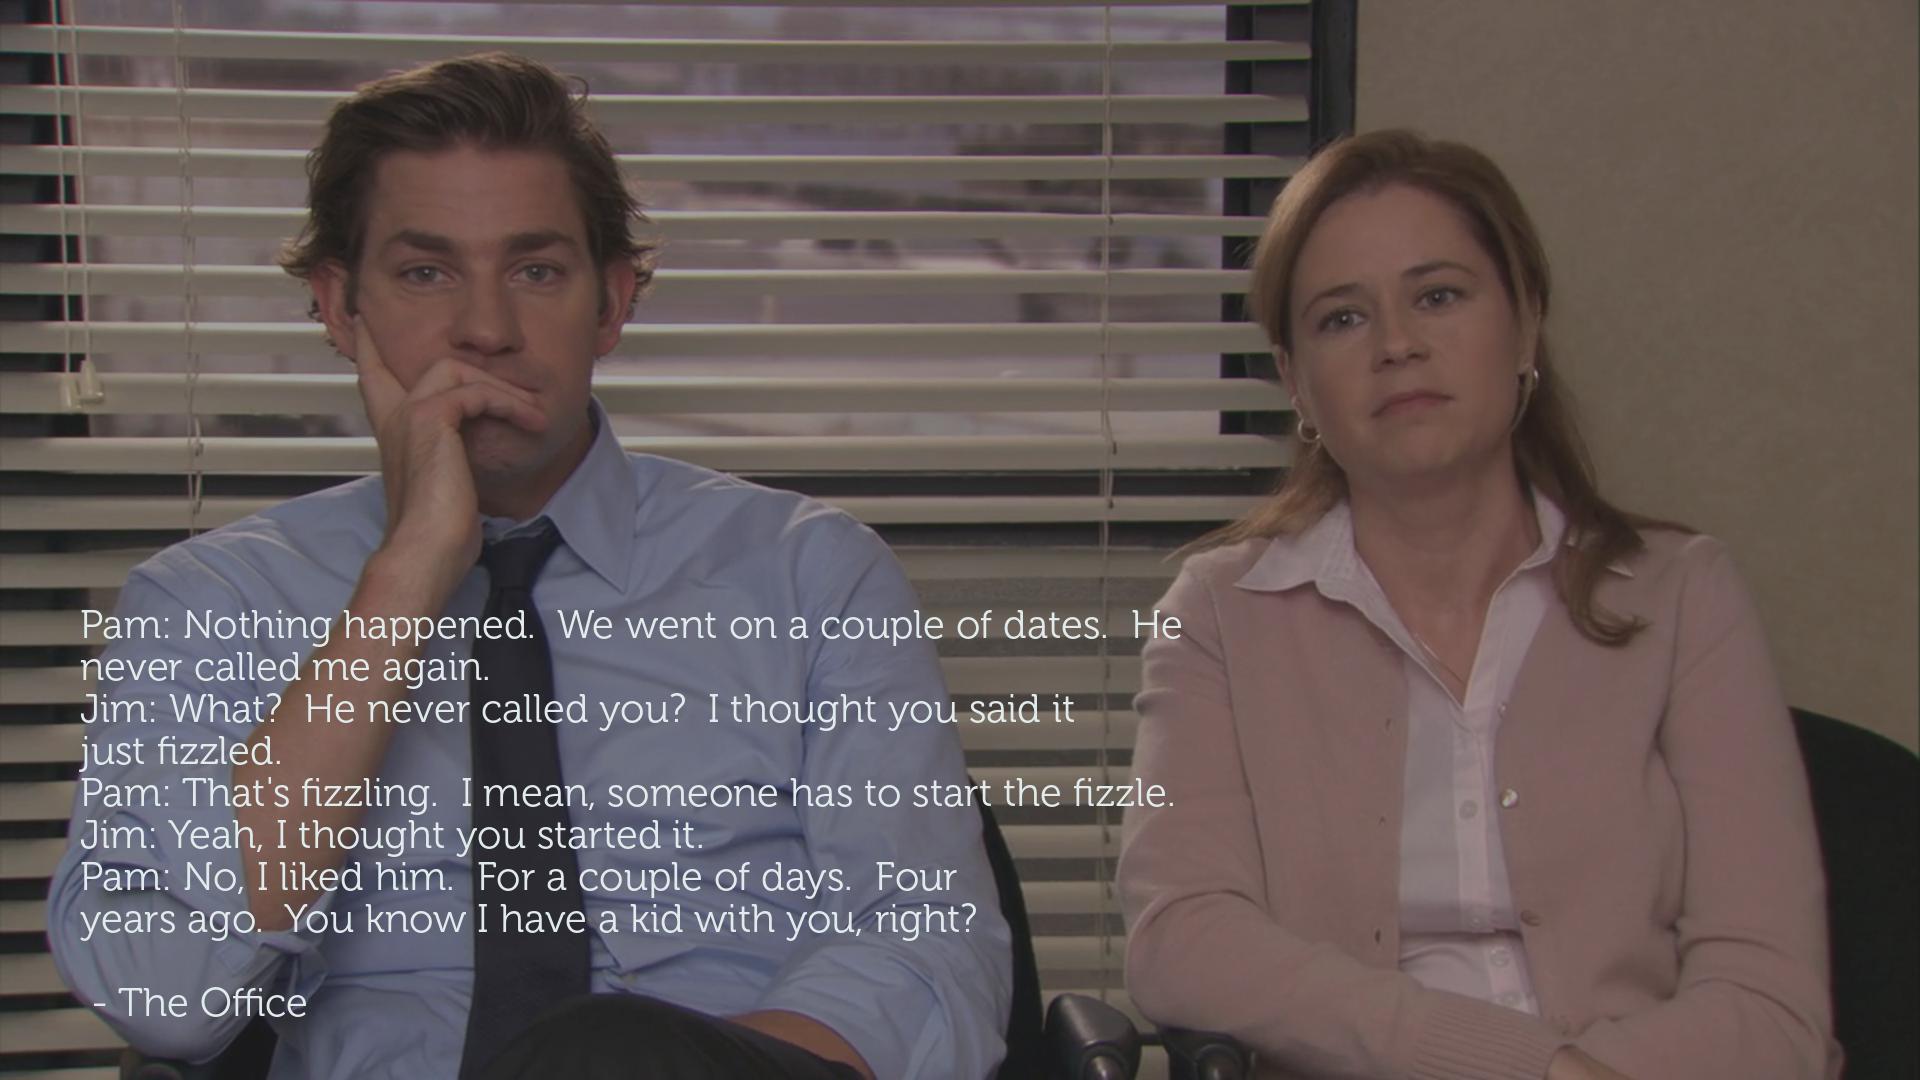 Pam: Nothing happened.  We went on a couple of dates.  He
never called me again.
Jim: What?  He never called you?  I thought you said it
just fizzled.
Pam: That's fizzling.  I mean, someone has to start the fizzle.
Jim: Yeah, I thought you started it.
Pam: No, I liked him.  For a couple of days.  Four
years ago.  You know I have a kid with you, right?
- The Office